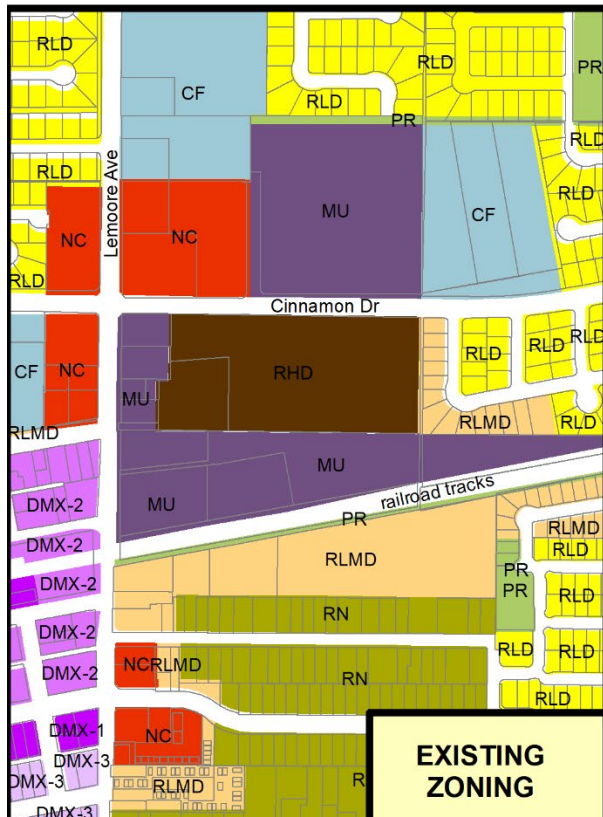 RLD
CF
RLD
PR
PR
RLD
Lemoore Ave
RLD
NC
NC
MU
CF
RLD
RLD
Cinnamon Dr
CF
NC
MU
RHD
RLD
RLD
RLD
RLMD
RLMD
RLD
DMX-2
MU
MU
railroad tracks
PR
DMX-2
RLMD
RLMD
RLD
DMX-2
PR
PR
RLD
RN
DMX-2
DMX-2
NC
RLMD
RN
RLD
RLD
DMX-1
NC
DMX-3
DMX-3
RLMD
DMX-3
EXISTING
ZONING